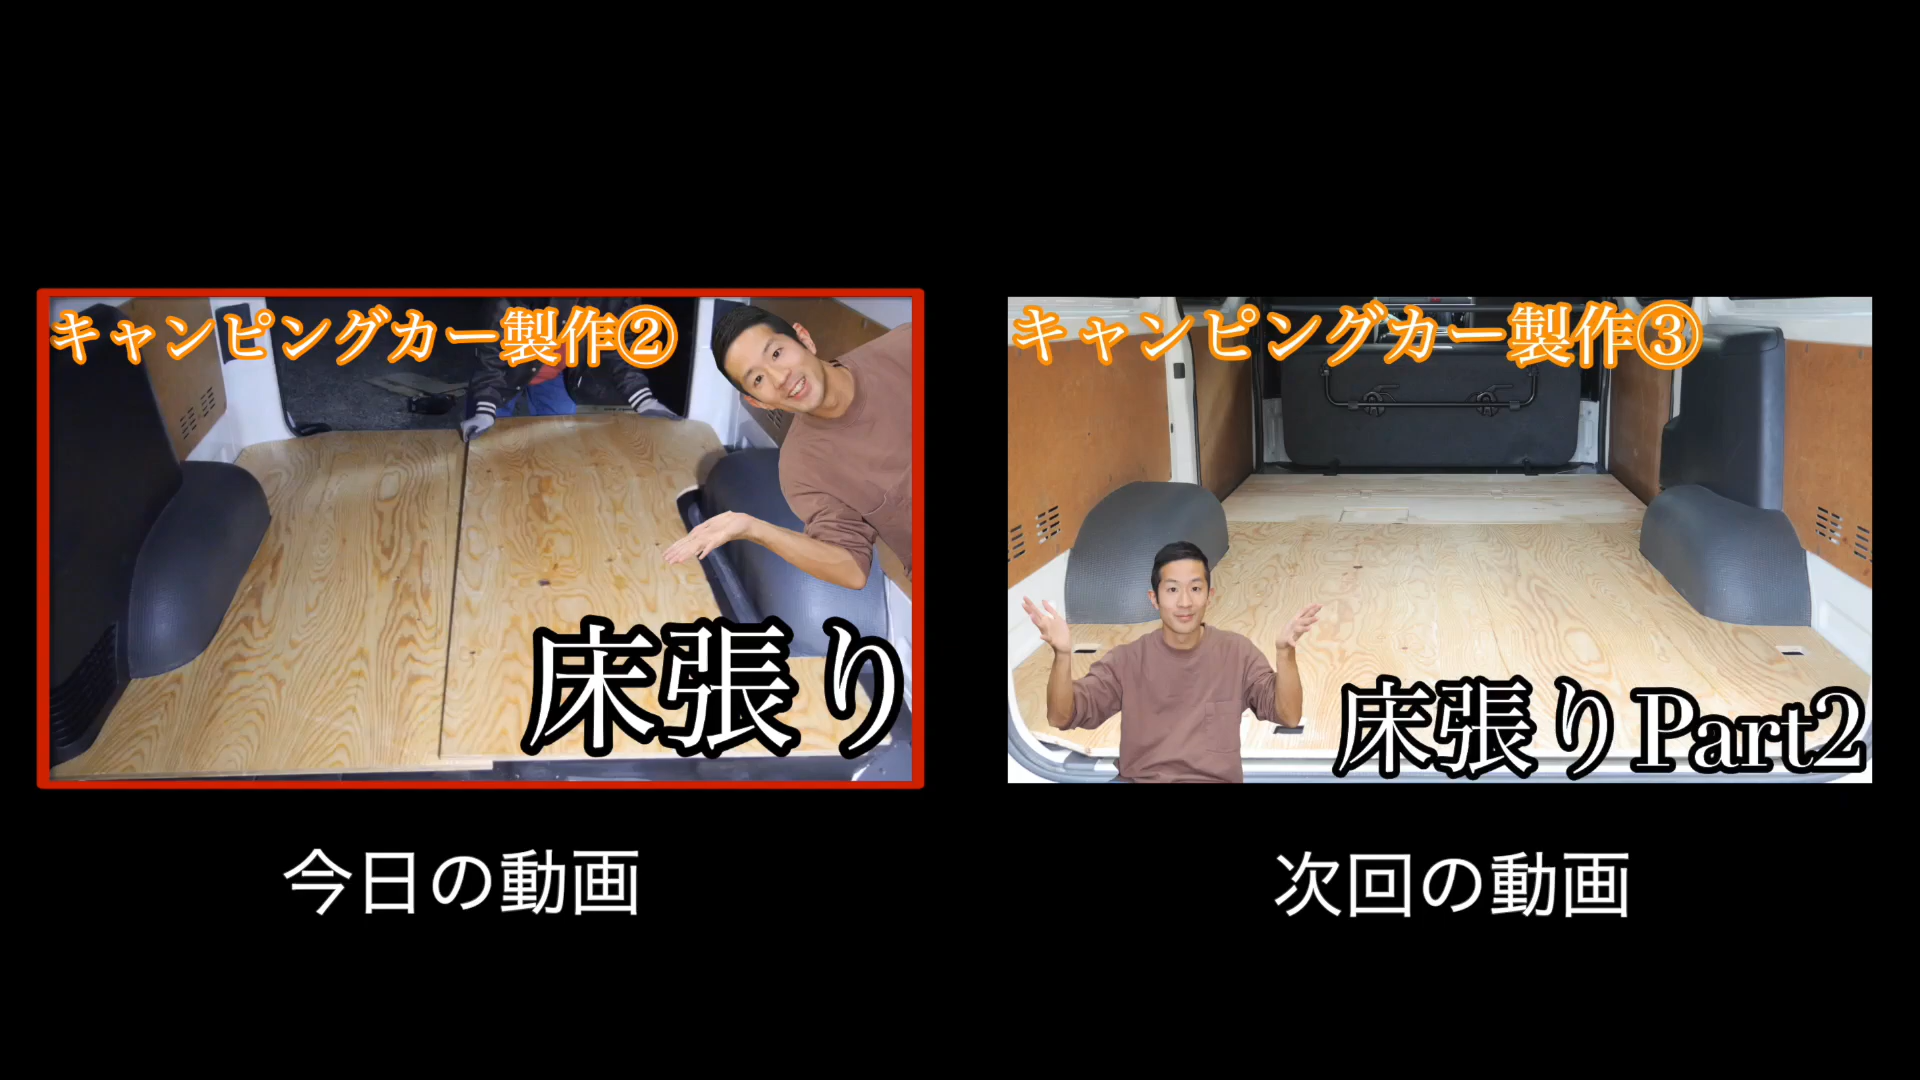 キャンピングカー製作②
床張り
今日の動画
キャンピングカー製作③
床張りPart2
次回の動画